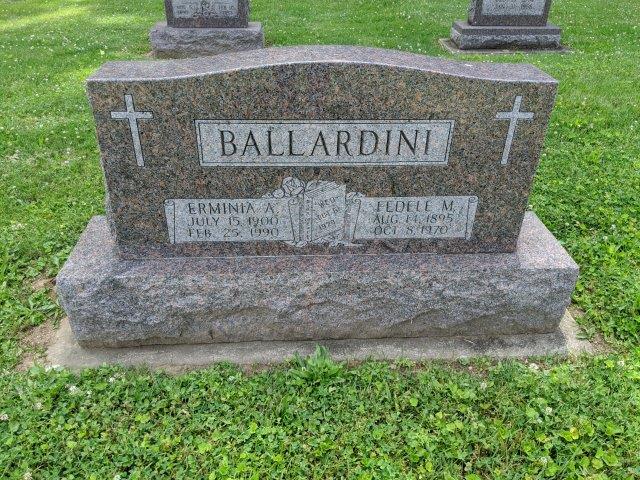 BALLARDINI
ERMINIA A.
JULY 15, 1900
FEB. 25, 1990
FEDELE M.
AUG. 14, 1895
OCT. 8, 1970